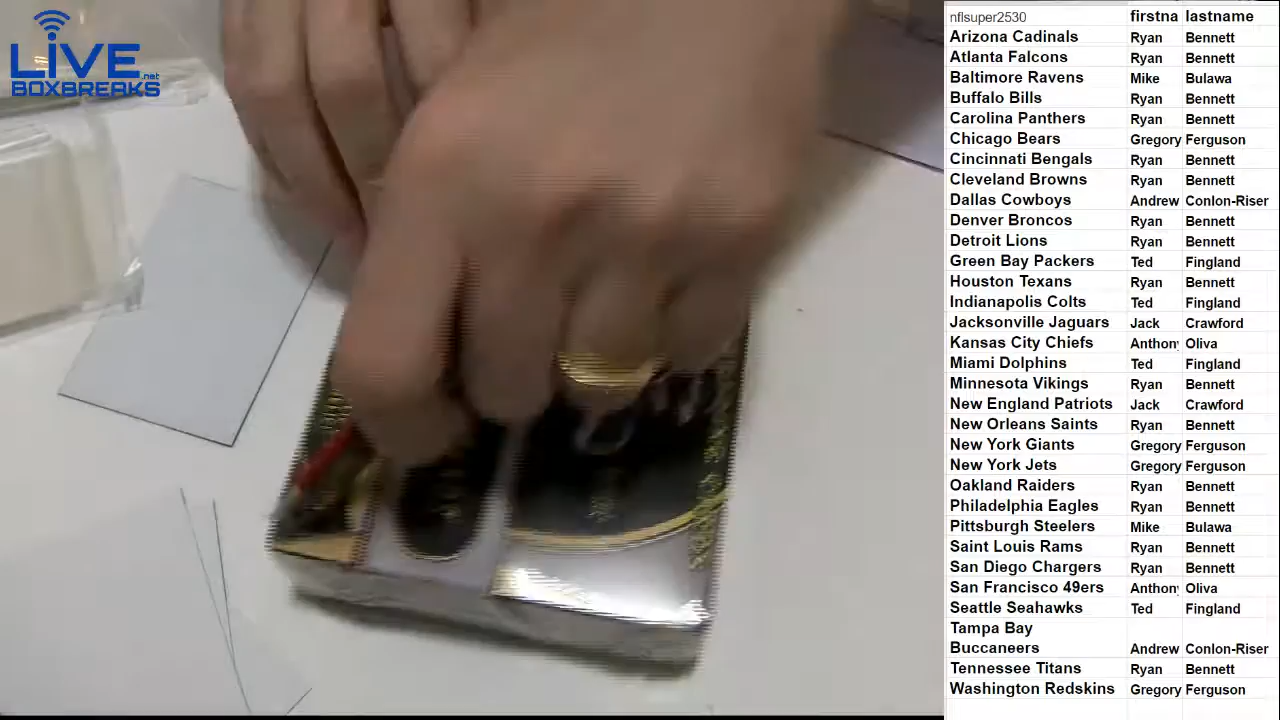 LIVE.net
BOXBREAKS
nflsuper2530 firstna lastname
Arizona Cadinals Ryan Bennett
Atlanta Falcons Ryan Bennett
Baltimore Ravens Mike Bulawa
Buffalo Bills Ryan Bennett
Carolina Panthers Ryan Bennett
Chicago Bears Gregory Ferguson
Cincinnati Bengals Ryan Bennett
Cleveland Browns Ryan Bennett
Dallas Cowboys Andrew Conlon-Riser
Denver Broncos Ryan Bennett
Detroit Lions Ryan Bennett
Green Bay Packers Ted Fingland
Houston Texans Ryan Bennett
Indianapolis Colts Ted Fingland
Jacksonville Jaguars Jack Crawford
Kansas City Chiefs Anthony Oliva
Miami Dolphins Ted Fingland
Minnesota Vikings Ryan Bennett
New England Patriots Jack Crawford
New Orleans Saints Ryan Bennett
New York Giants Gregory Ferguson
New York Jets Gregory Ferguson
Oakland Raiders Ryan Bennett
Philadelphia Eagles Ryan Bennett
Pittsburgh Steelers Mike Bulawa
Saint Louis Rams Ryan Bennett
San Diego Chargers Ryan Bennett
San Francisco 49ers Anthony Oliva
Seattle Seahawks Ted Fingland
Tampa Bay
Buccaneers Andrew Conlon-Riser
Tennessee Titans Ryan Bennett
Washington Redskins Gregory Ferguson